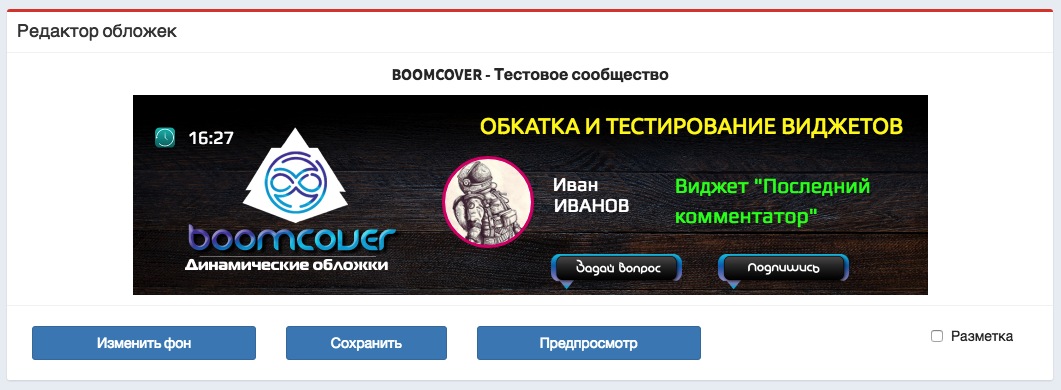 Редактор обложек
BOOMCOVER - Тестовое сообщество
ОБКАТКА И ТЕСТИРОВАНИЕ ВИДЖЕТОВ
16:27
Иван
ИВАНОВ
Виджет "Последний
комментатор"
boomcover
Динамические обложки
Задай вопрос
Подпишись
Изменить фон
Сохранить
Предпросмотр
Разметка